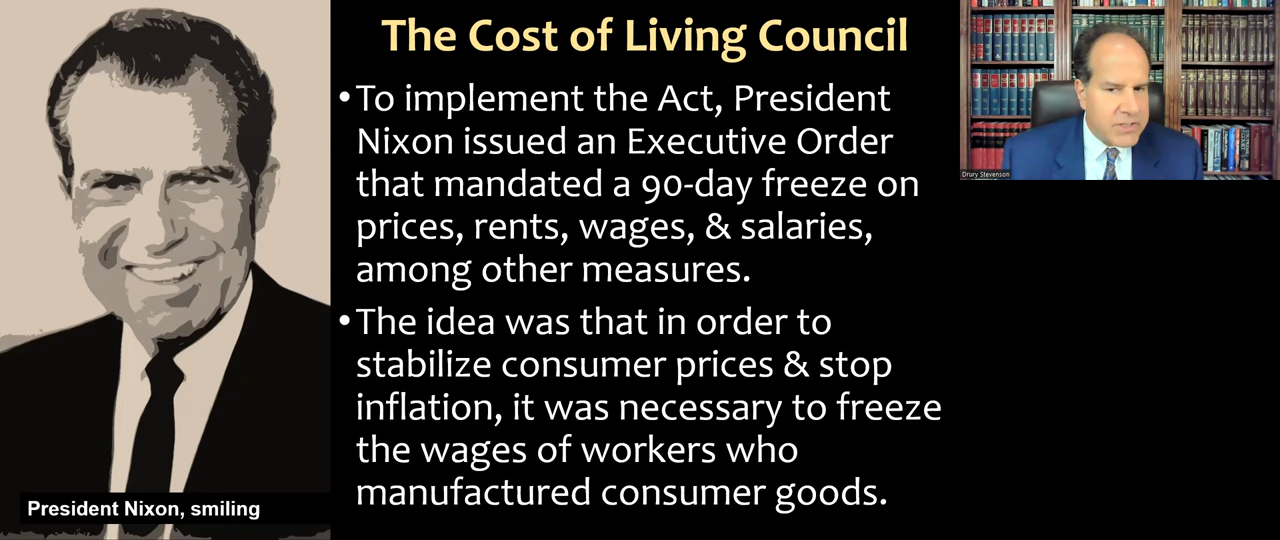 The Cost of Living Council
•To implement the Act, President
Nixon issued an Executive Order
that mandated a 90-day freeze on
prices, rents, wages, & salaries,
among other measures.
•The idea was that in order to
stabilize consumer prices & stop
inflation, it was necessary to freeze
the wages of workers who
manufactured consumer goods.
President Nixon, smiling
Drury Stevenson